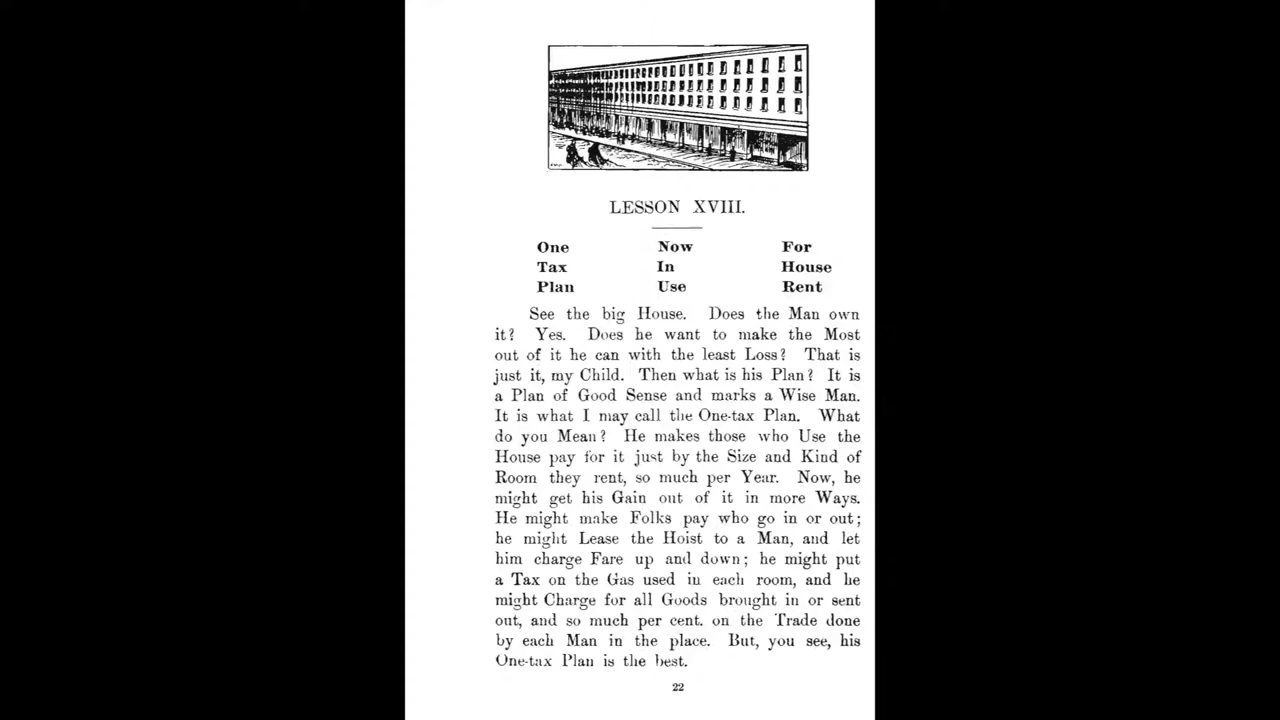 LESSON XVIII.
One Now For
Tax In House
Plan Use Rent
See the big House. Does the Man own
it? Yes. Does he want to make the Most
out of it he can with the least Loss? That is
just it, my Child. Then what is his Plan? It is
a Plan of Good Sense and marks a Wise Man.
It is what I may call the One-tax Plan. What
do you Mean? He makes those who Use the
House pay for it just by the Size and Kind of
Room they rent, so much per Year. Now, he
might get his Gain out of it in more Ways.
He might make Folks pay who go in or out;
he might Lease the Hoist to a Man, and let
him charge Fare up and down; he might put
a Tax on the Gas used in each room, and he
might Charge for all Goods brought in or sent
out, and so much per cent. on the Trade done
by each Man in the place. But, you see, his
One-tax Plan is the best.
22